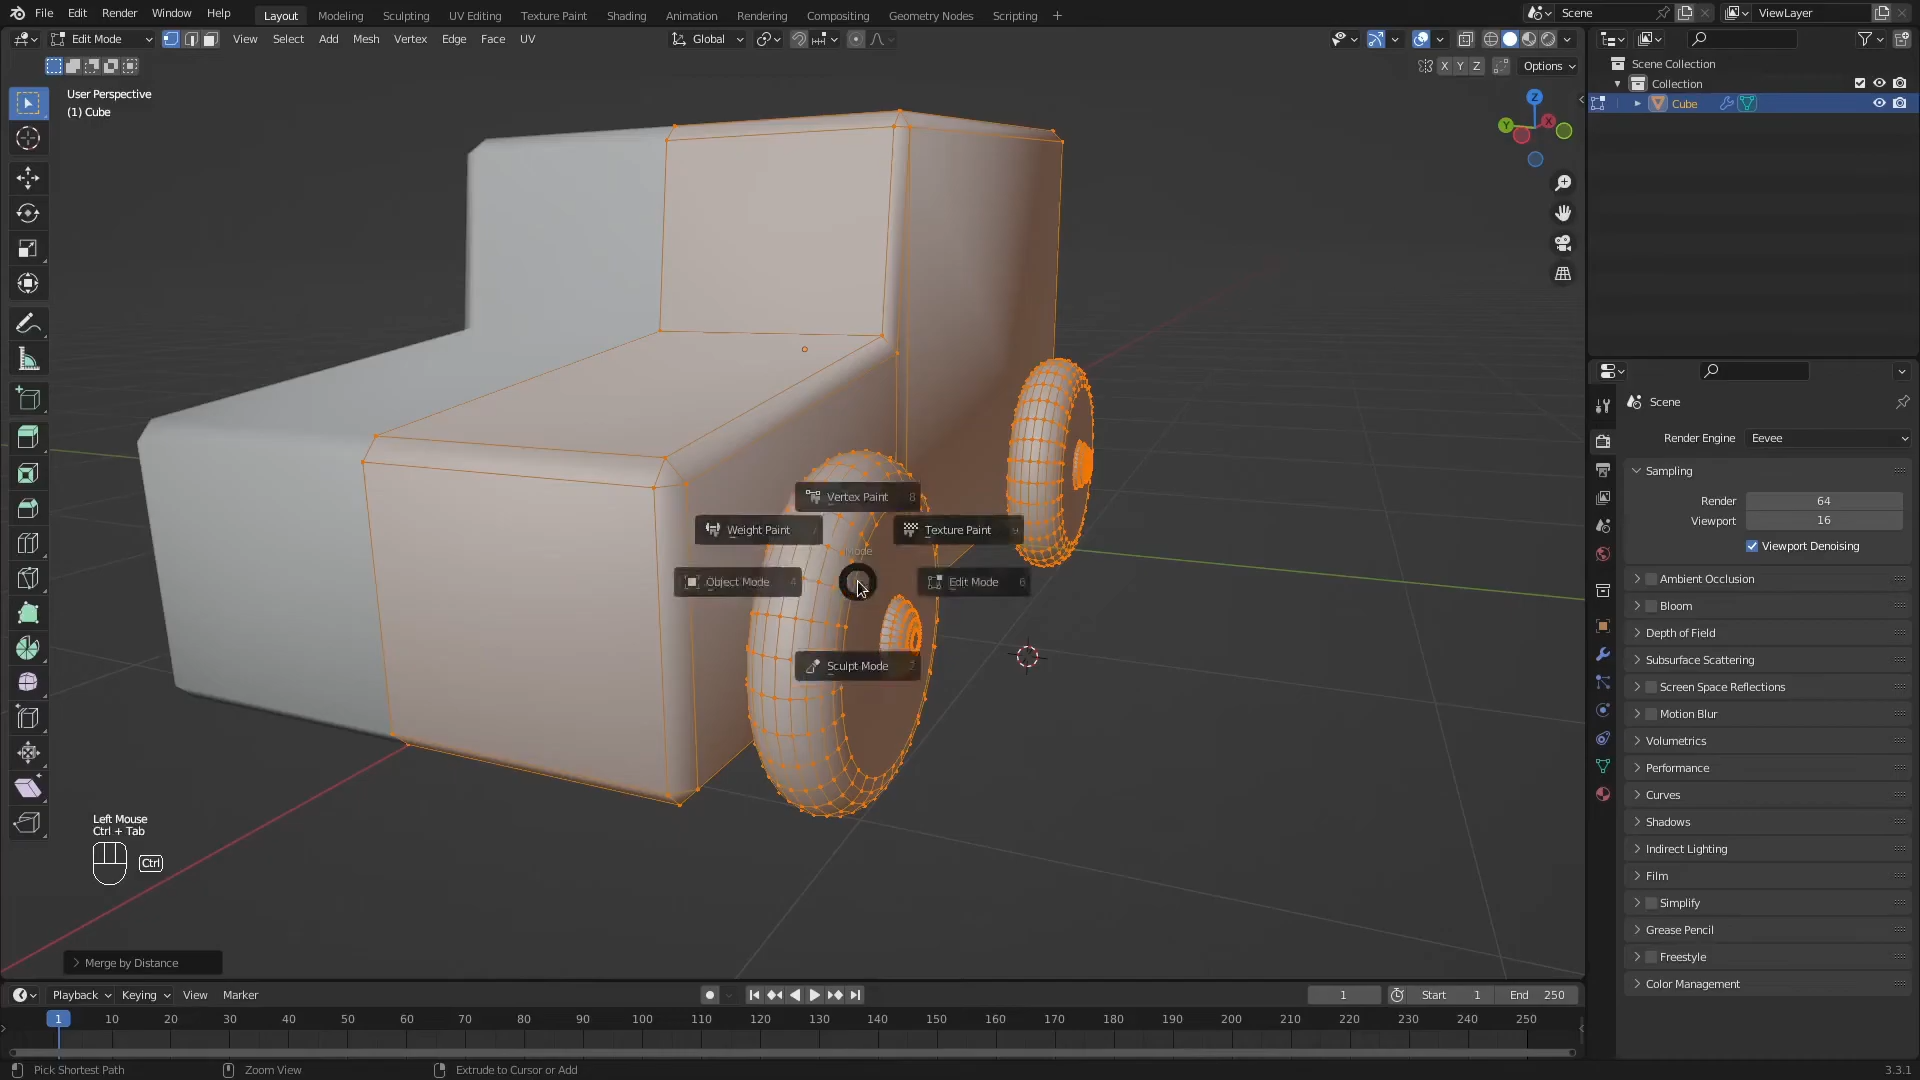 File Edit Render Window Help Layout Modeling Sculpting UV Editing Texture Paint Shading Animation Rendering Compositing Geometry Nodes Scripting + Scene ViewLayer
Edit Mode View Select Add Mesh Vertex Edge Face UV Global
X Y Z Options
User Perspective
(1) Cube
Z
Y X
Scene Collection
Collection
Cube
Scene
Render Engine Eevee
Sampling
Render 64
Viewport 16
Viewport Denoising
Ambient Occlusion
Bloom
Depth of Field
Subsurface Scattering
Screen Space Reflections
Motion Blur
Volumetrics
Performance
Curves
Shadows
Indirect Lighting
Film
Simplify
Grease Pencil
Freestyle
Color Management
Vertex Paint 8
Weight Paint 7 Texture Paint 9
Mode
Object Mode 4 Edit Mode 6
Sculpt Mode 2
Left Mouse
Ctrl + Tab
Ctrl
Merge by Distance
Playback Keying View Marker 1 Start 1 End 250
1 10 20 30 40 50 60 70 80 90 100 110 120 130 140 150 160 170 180 190 200 210 220 230 240 250
Pick Shortest Path Zoom View Extrude to Cursor or Add 3.3.1